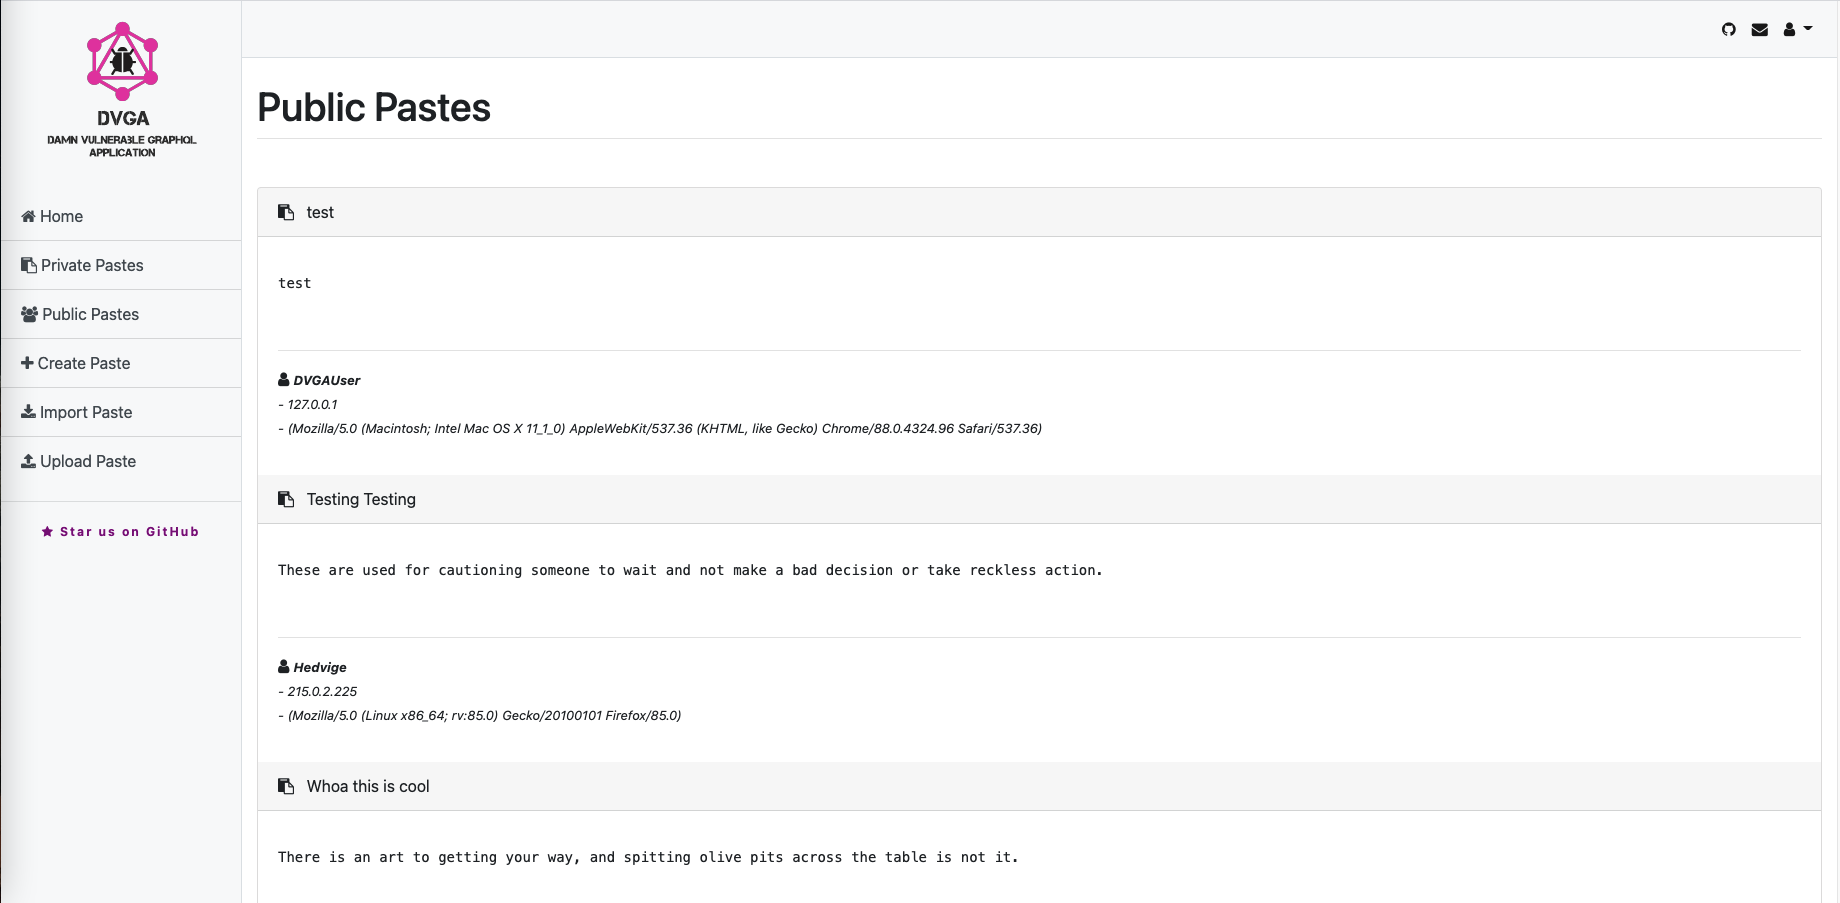 DVGA
DAMN VULNERABLE GRAPHQL
APPLICATION
Home
Private Pastes
Public Pastes
Create Paste
Import Paste
Upload Paste
Star us on GitHub
Public Pastes
test
test
DVGAUser
- 127.0.0.1
- (Mozilla/5.0 (Macintosh; Intel Mac OS X 11_1_0) AppleWebKit/537.36 (KHTML, like Gecko) Chrome/88.0.4324.96 Safari/537.36)
Testing Testing
These are used for cautioning someone to wait and not make a bad decision or take reckless action.
Hedvige
- 215.0.2.225
- (Mozilla/5.0 (Linux x86_64; rv:85.0) Gecko/20100101 Firefox/85.0)
Whoa this is cool
There is an art to getting your way, and spitting olive pits across the table is not it.